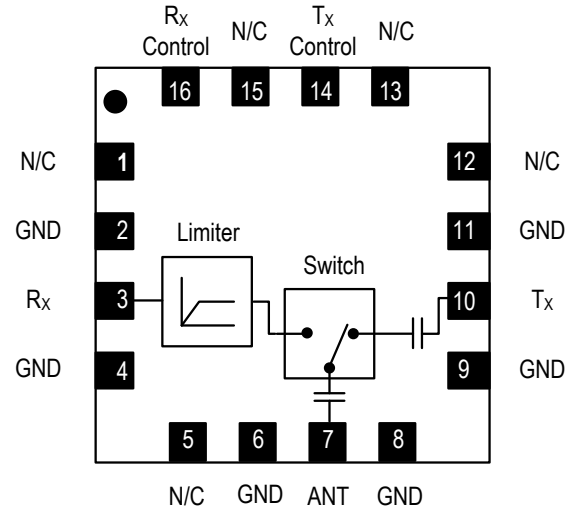 Rx
Control
N/C
Tx
Control
N/C
16
15
14
13
N/C
1
12
N/C
GND
2
11
GND
Limiter
Switch
Rx
3
10
Tx
GND
4
9
GND
5
6
7
8
N/C
GND
ANT
GND